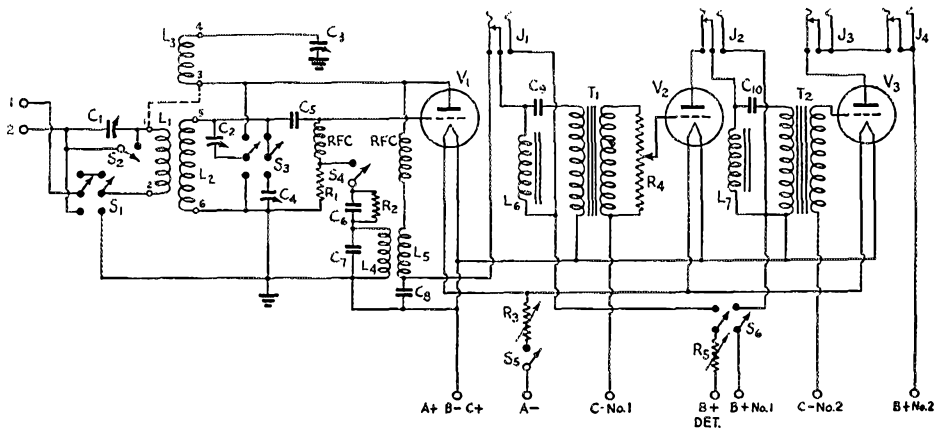 J1 J2 J3 J4
4
L3 C3
3
V1 C9 T1 V2 C10 T2 V3
1
2
C1 1 L1 5 C2 C5
RFC RFC
S2 L2 S3 S4 R4
2 R1 R2 L6 L7
S1 6 C4 C6
C7 L4 L5
C8
R3
S5 R5 S6
A+ B- C+ A- C-No.1 B+ B+No.1 C-No.2 B+No.2
DET.